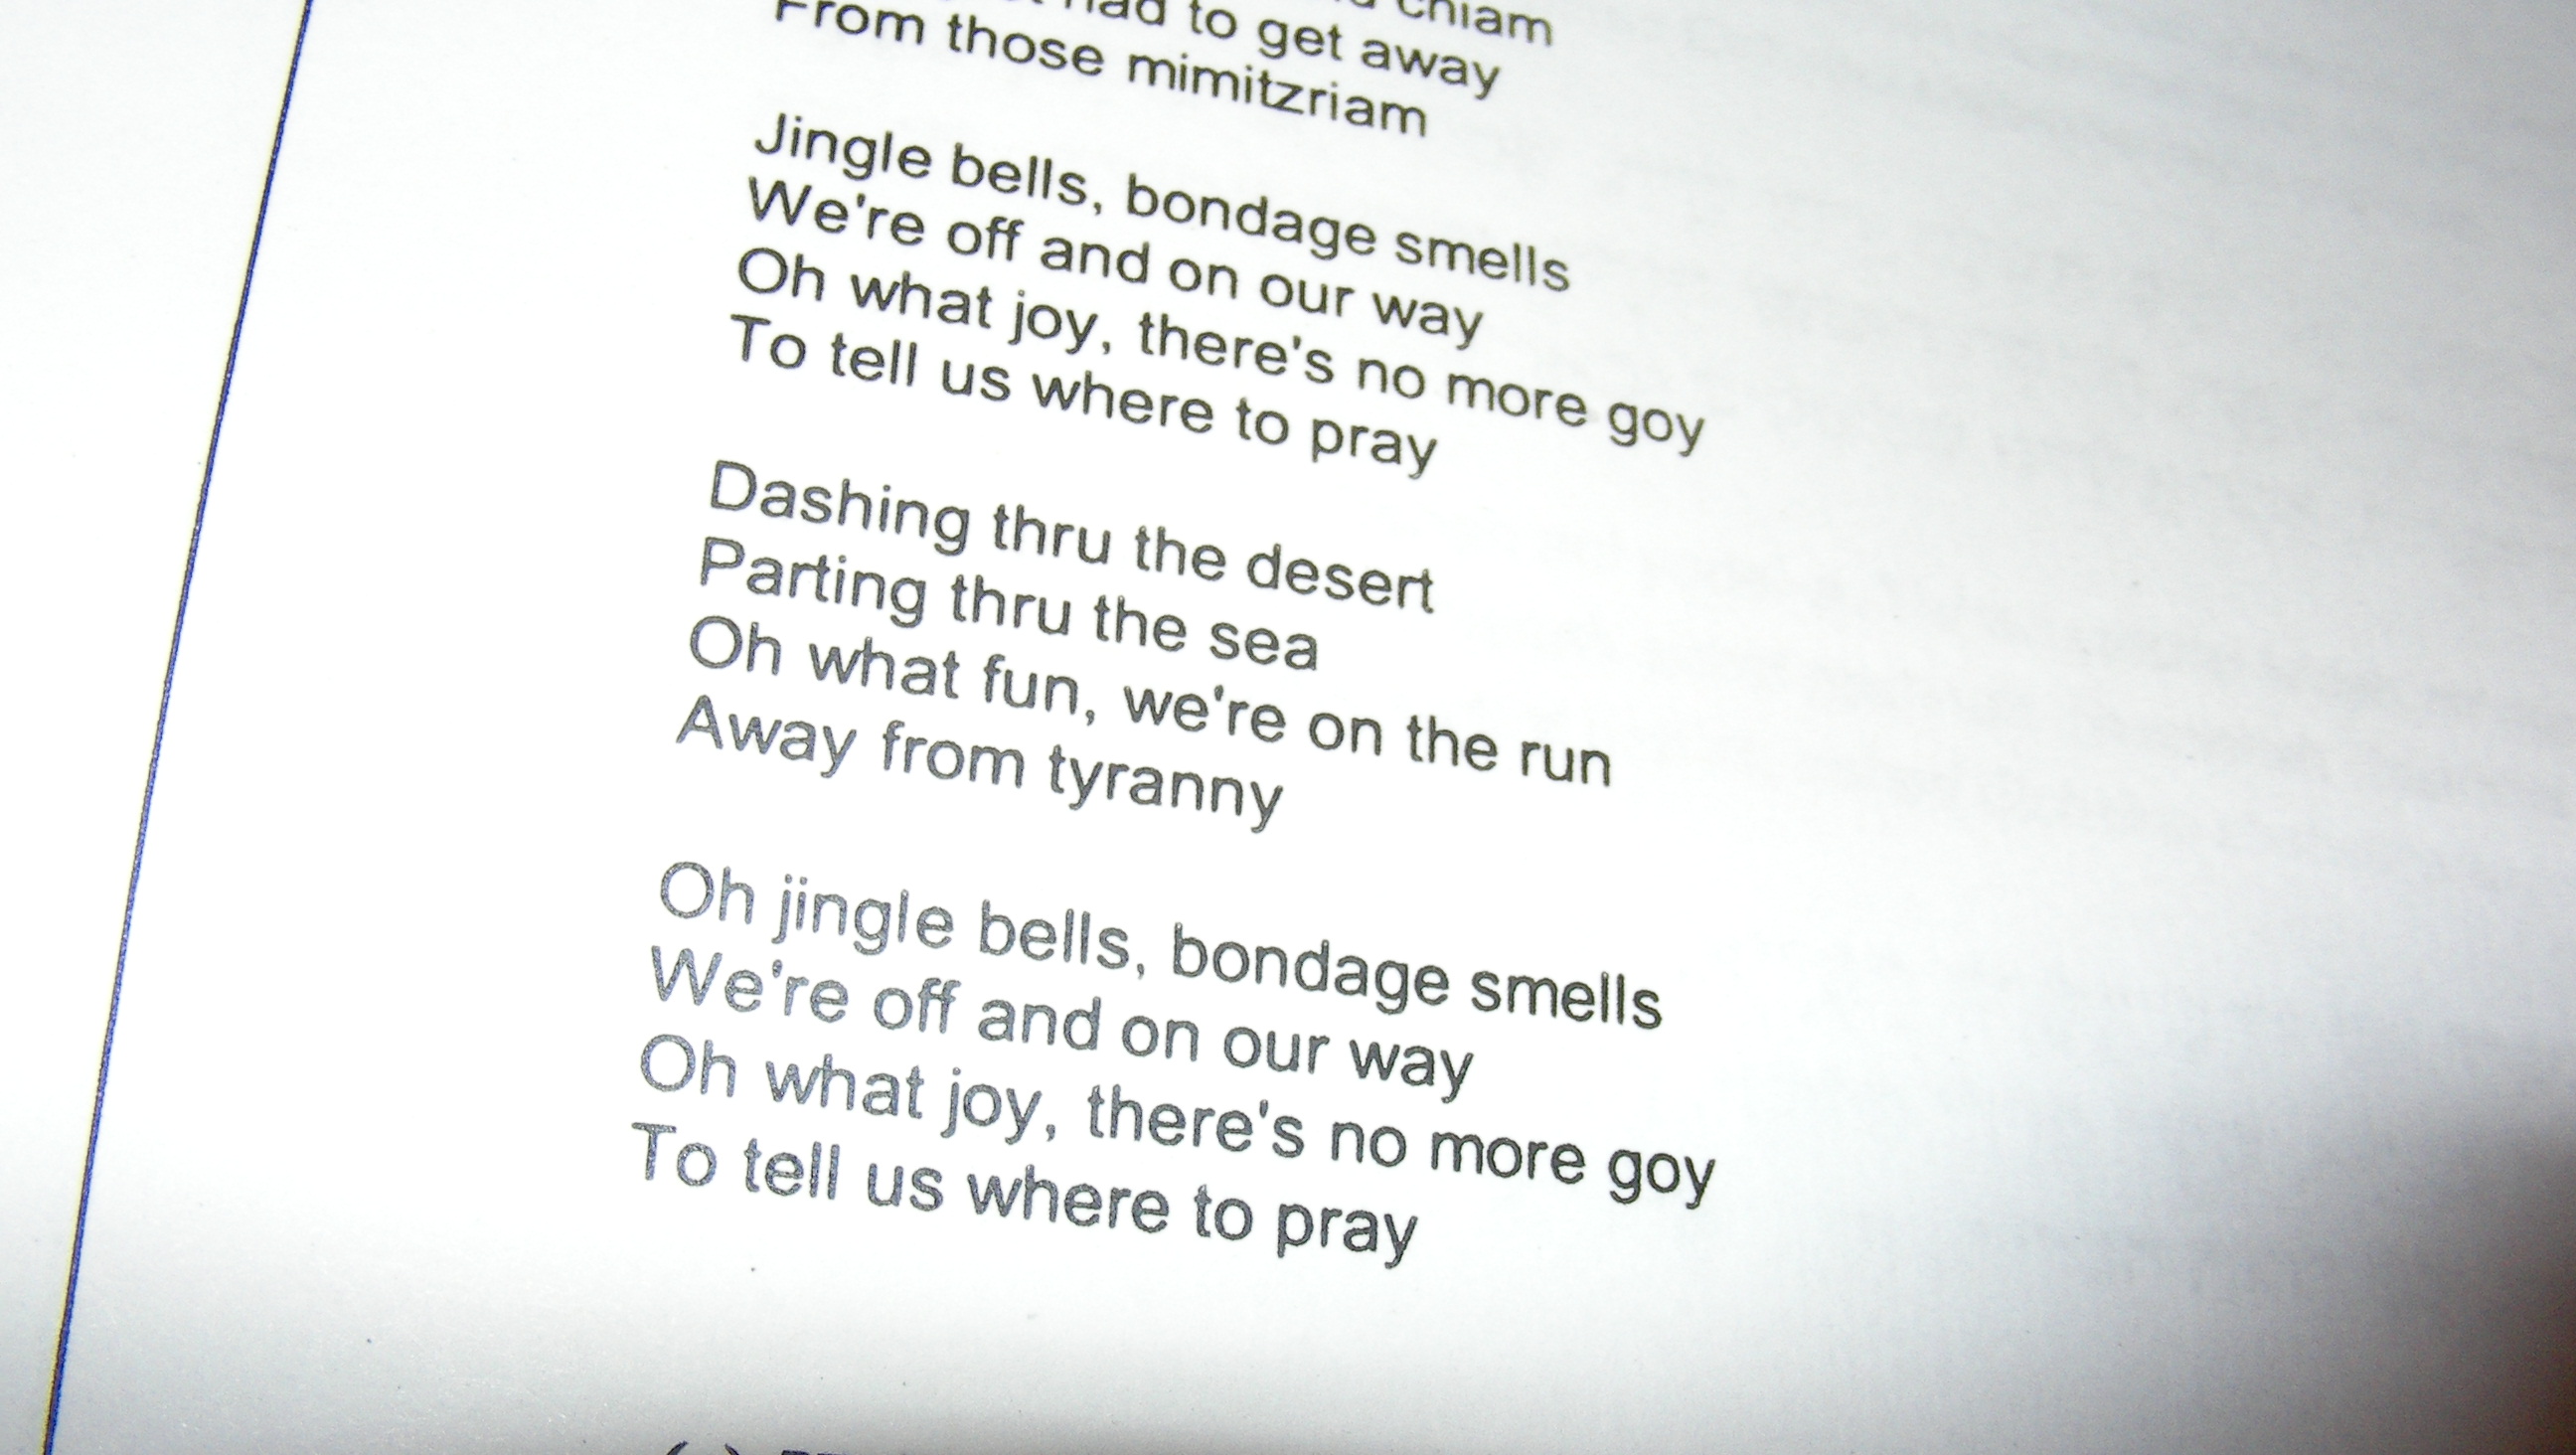 chiam
had to get away
From those mimitzriam
Jingle bells, bondage smells
We're off and on our way
Oh what joy, there's no more goy
To tell us where to pray
Dashing thru the desert
Parting thru the sea
Oh what fun, we're on the run
Away from tyranny
Oh jingle bells, bondage smells
We're off and on our way
Oh what joy, there's no more goy
To tell us where to pray